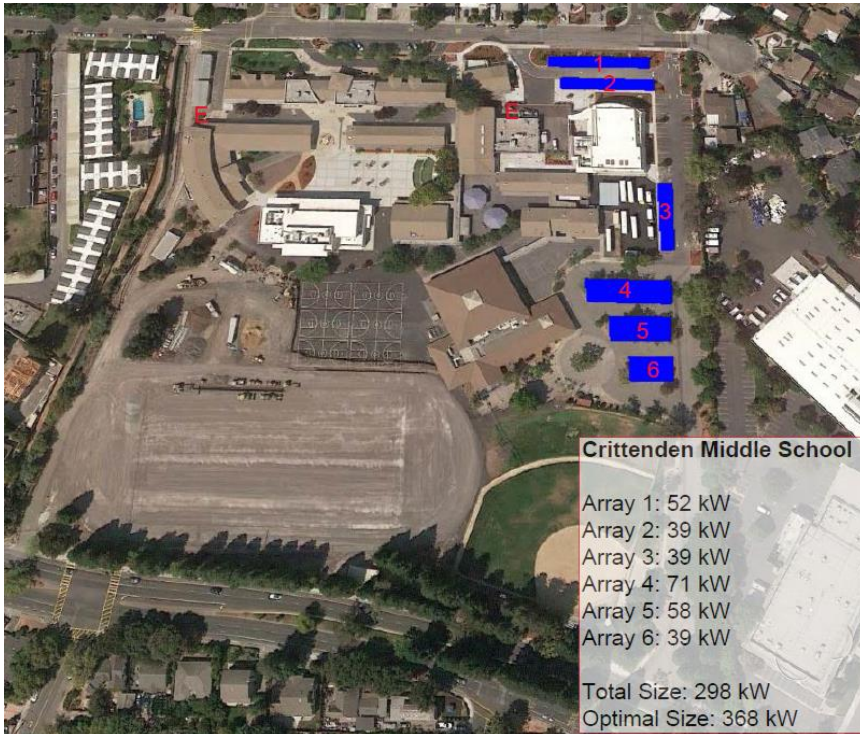 1
2
E
E
3
4
5
6
Crittenden Middle School
Array 1: 52 kW
Array 2: 39 kW
Array 3: 39 kW
Array 4: 71 kW
Array 5: 58 kW
Array 6: 39 kW
Total Size: 298 kW
Optimal Size: 368 kW